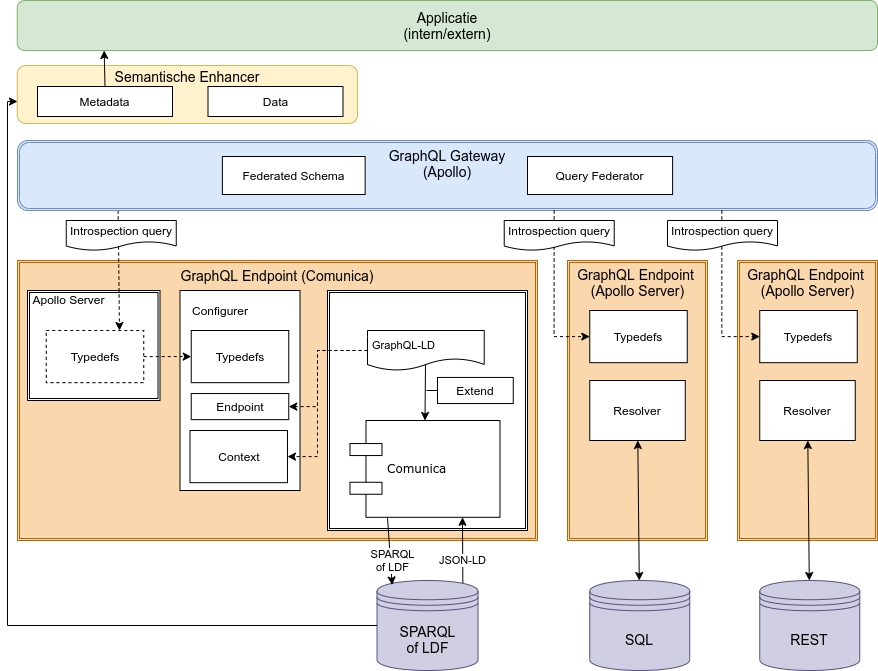 Applicatie
(intern/extern)
Semantische Enhancer
Metadata
Data
GraphQL Gateway
(Apollo)
Federated Schema
Query Federator
Introspection query
Introspection query
Introspection query
GraphQL Endpoint (Comunica)
Apollo Server
Typedefs
Configurer
Typedefs
Endpoint
Context
GraphQL-LD
Extend
Comunica
GraphQL Endpoint
(Apollo Server)
Typedefs
Resolver
GraphQL Endpoint
(Apollo Server)
Typedefs
Resolver
SPARQL
of LDF
JSON-LD
SPARQL
of LDF
SQL
REST